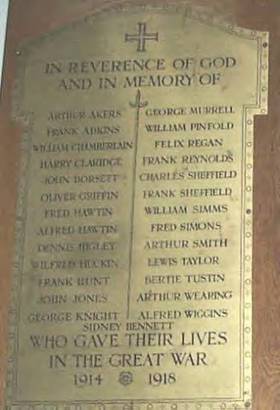 IN REVERENCE OF GOD
AND IN MEMORY OF
ARTHUR AKERS
FRANK ADKINS
WILLIAM CHAMBERLAIN
HARRY CLARIDGE
JOHN DORSETT
OLIVER GRIFFIN
FRED HAWTIN
ALFRED HAWTIN
DENNIS HIGLEY
WILFRED HUCKIN
FRANK HUNT
JOHN JONES
GEORGE KNIGHT
GEORGE MURRELL
WILLIAM PINFOLD
FELIX REGAN
FRANK REYNOLDS
CHARLES SHEFFIELD
FRANK SHEFFIELD
WILLIAM SIMMS
FRED SIMONS
ARTHUR SMITH
LEWIS TAYLOR
BERTIE TUSTIN
ARTHUR WEARING
ALFRED WIGGINS
SIDNEY BENNETT
WHO GAVE THEIR LIVES
IN THE GREAT WAR
1914 1918